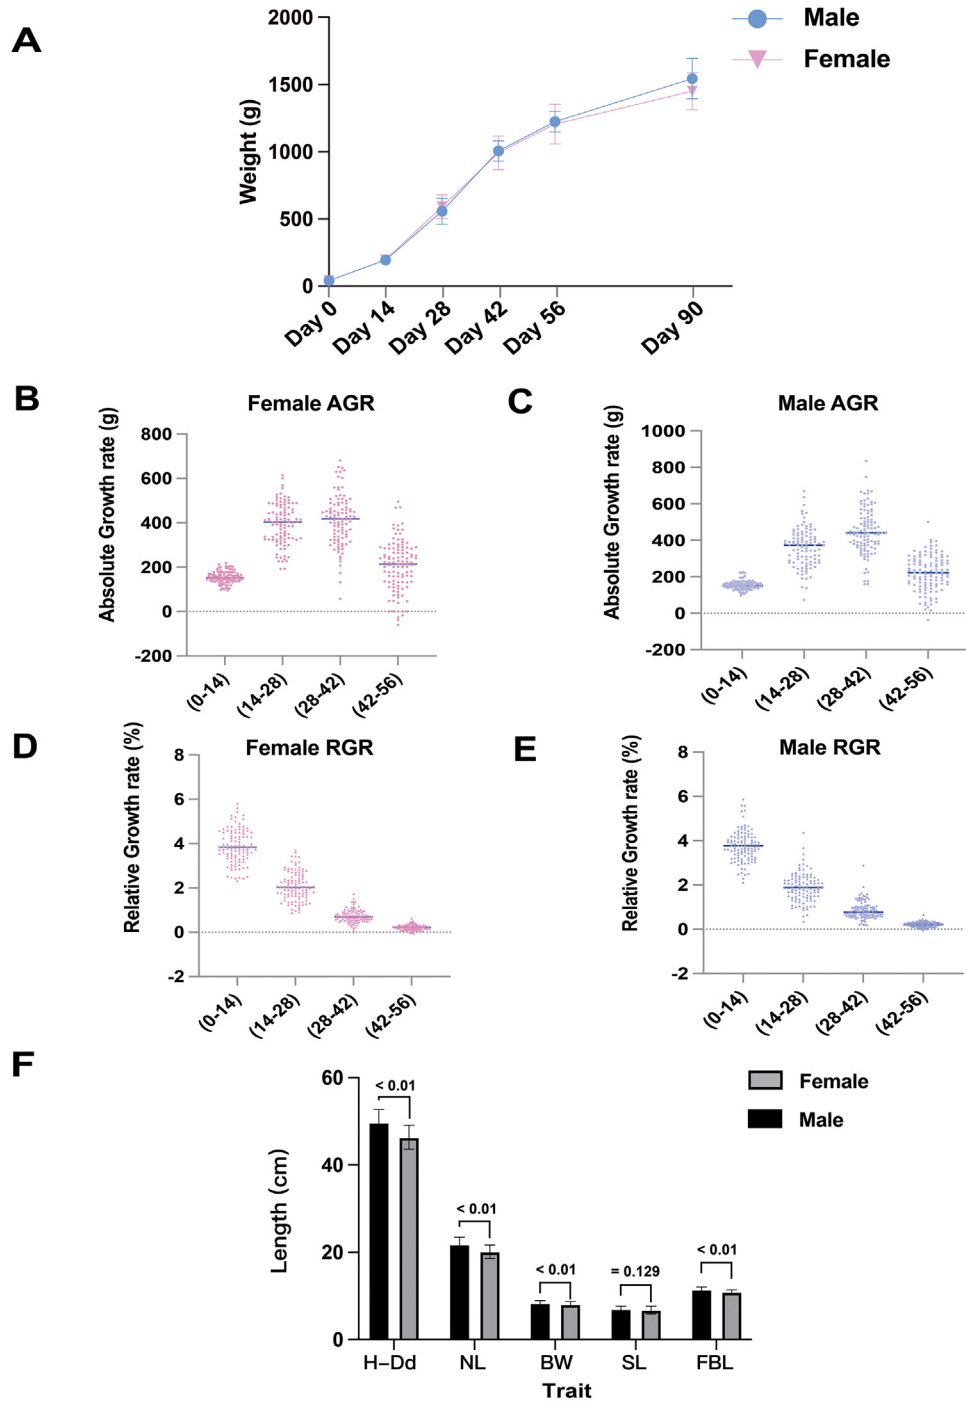 A
Weight (g)
2000
1500
1000
500
0
Day 0
Day 14
Day 28
Day 42
Day 56
Day 90
Male
Female
B
Female AGR
Absolute Growth rate (g)
800
600
400
200
0
-200
(0-14)
(14-28)
(28-42)
(42-56)
C
Male AGR
Absolute Growth rate (g)
1000
800
600
400
200
0
-200
(0-14)
(14-28)
(28-42)
(42-56)
D
Female RGR
Relative Growth rate (%)
8
6
4
2
0
-2
(0-14)
(14-28)
(28-42)
(42-56)
E
Male RGR
Relative Growth rate (%)
8
6
4
2
0
-2
(0-14)
(14-28)
(28-42)
(42-56)
F
Length (cm)
60
40
20
0
< 0.01
< 0.01
< 0.01
= 0.129
< 0.01
H-Dd
NL
BW
SL
FBL
Trait
Female
Male